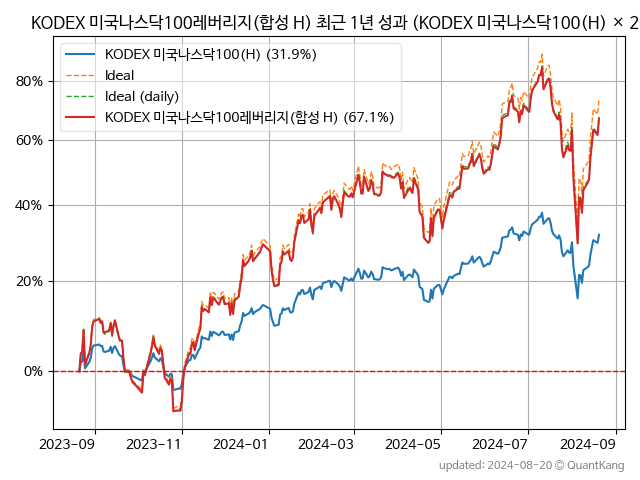 KODEX 미국나스닥100레버리지(합성 H) 최근 1년 성과 (KODEX 미국나스닥100(H) × 2
KODEX 미국나스닥100(H) (31.9%)
Ideal
Ideal (daily)
KODEX 미국나스닥100레버리지(합성 H) (67.1%)
80%
60%
40%
20%
0%
2023-09 2023-11 2024-01 2024-03 2024-05 2024-07 2024-09
updated: 2024-08-20 © QuantKang